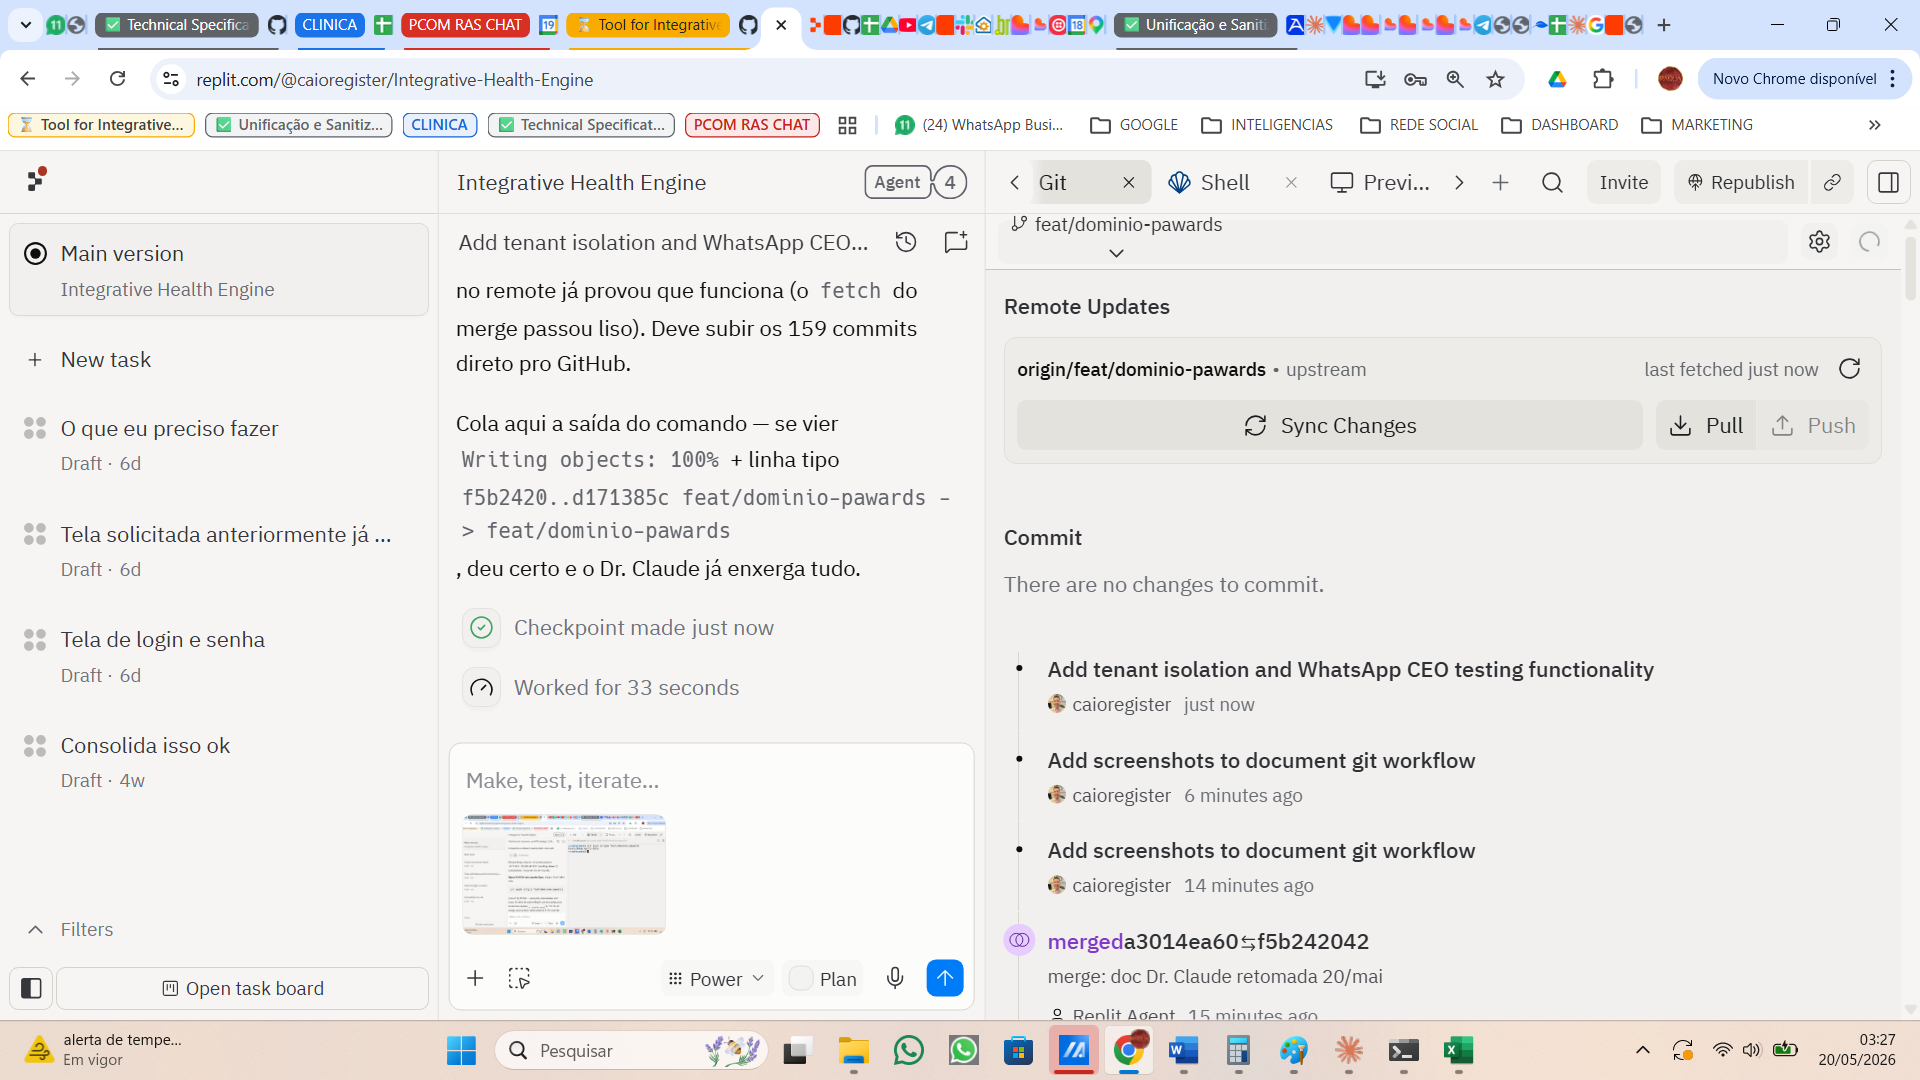 11
Technical Specifica
CLINICA
PCOM RAS CHAT
19
Tool for Integrative
18
Unificação e Saniti
replit.com/@caioregister/Integrative-Health-Engine
Novo Chrome disponível
Tool for Integrative...
Unificação e Sanitiz...
CLINICA
Technical Specificat...
PCOM RAS CHAT
11
(24) WhatsApp Busi...
GOOGLE
INTELIGENCIAS
REDE SOCIAL
DASHBOARD
MARKETING
Integrative Health Engine
Agent
4
Git
Shell
Previ...
Invite
Republish
Main version
Integrative Health Engine
New task
O que eu preciso fazer
Draft · 6d
Tela solicitada anteriormente já ...
Draft · 6d
Tela de login e senha
Draft · 6d
Consolida isso ok
Draft · 4w
Filters
Open task board
Add tenant isolation and WhatsApp CEO...
no remote já provou que funciona (o fetch do
merge passou liso). Deve subir os 159 commits
direto pro GitHub.
Cola aqui a saída do comando — se vier
Writing objects: 100% + linha tipo
f5b2420..d171385c feat/dominio-pawards -
> feat/dominio-pawards
, deu certo e o Dr. Claude já enxerga tudo.
Checkpoint made just now
Worked for 33 seconds
Make, test, iterate...
Power
Plan
feat/dominio-pawards
Remote Updates
origin/feat/dominio-pawards • upstream
last fetched just now
Sync Changes
Pull
Push
Commit
There are no changes to commit.
Add tenant isolation and WhatsApp CEO testing functionality
caioregister just now
Add screenshots to document git workflow
caioregister 6 minutes ago
Add screenshots to document git workflow
caioregister 14 minutes ago
mergeda3014ea60⇆f5b242042
merge: doc Dr. Claude retomada 20/mai
Replit Agent 15 minutes ago
alerta de tempe...
Em vigor
Pesquisar
03:27
20/05/2026